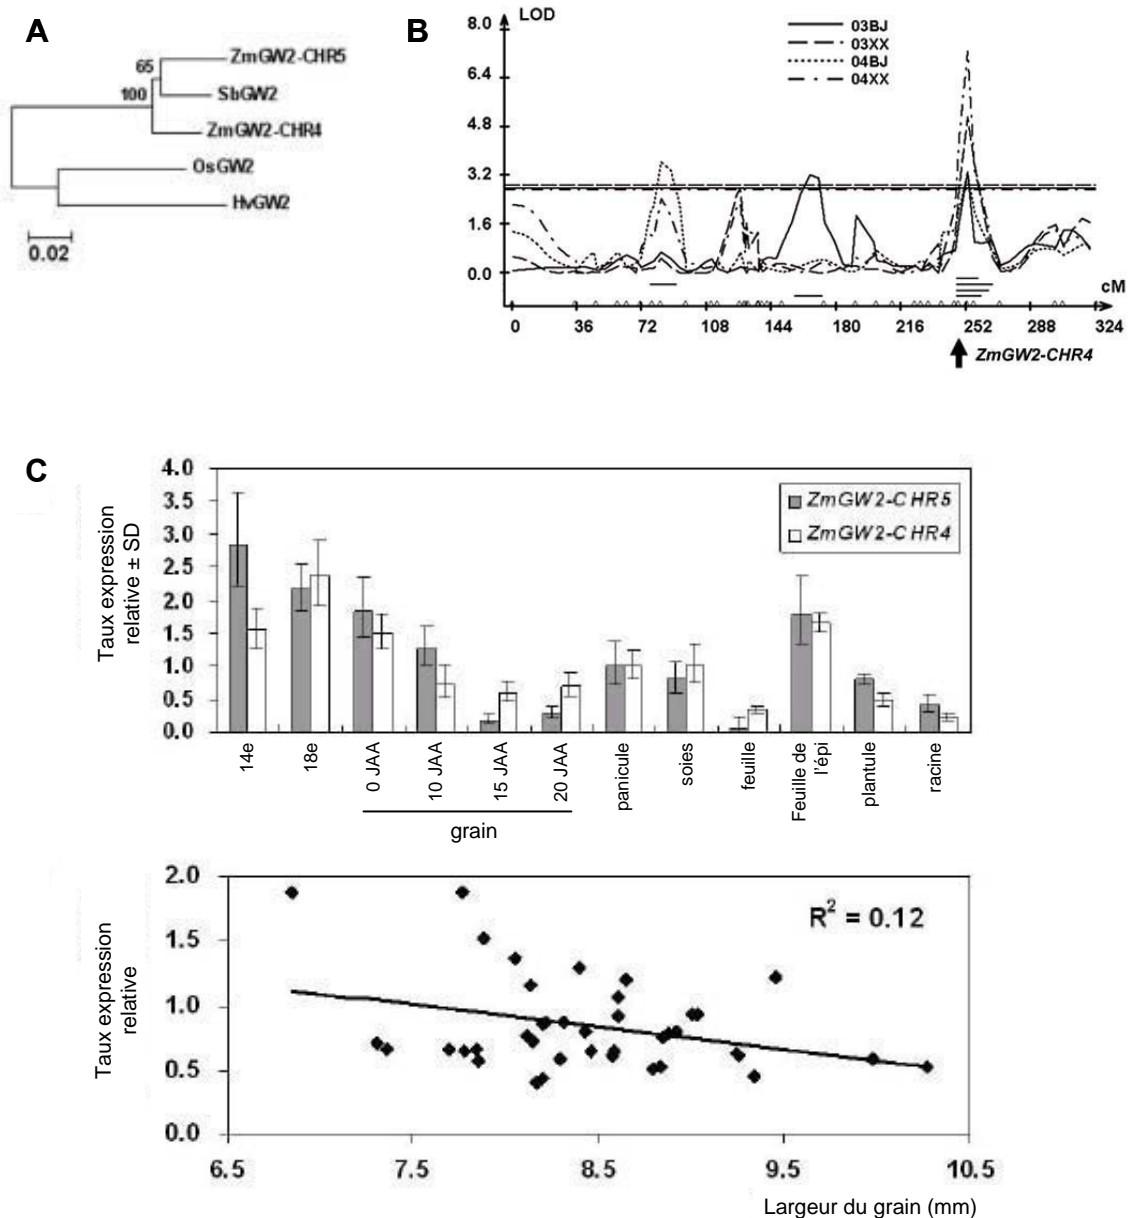 A
ZmGW2-CHR5
65
SbGW2
100
ZmGW2-CHR4
OsGW2
HvGW2
0.02
B
LOD
8.0
6.4
4.8
3.2
1.6
0.0
03BJ
03XX
04BJ
04XX
cM
0 36 72 108 144 180 216 252 288 324
ZmGW2-CHR4
C
Taux expression
relative ± SD
4.0
3.5
3.0
2.5
2.0
1.5
1.0
0.5
0.0
ZmGW2-CHR5
ZmGW2-CHR4
14e
18e
0 JAA
10 JAA
15 JAA
20 JAA
panicule
soies
feuille
Feuille de
l'épi
plantule
racine
grain
Taux expression
relative
2.0
1.5
1.0
0.5
0.0
R2 = 0.12
6.5 7.5 8.5 9.5 10.5
Largeur du grain (mm)